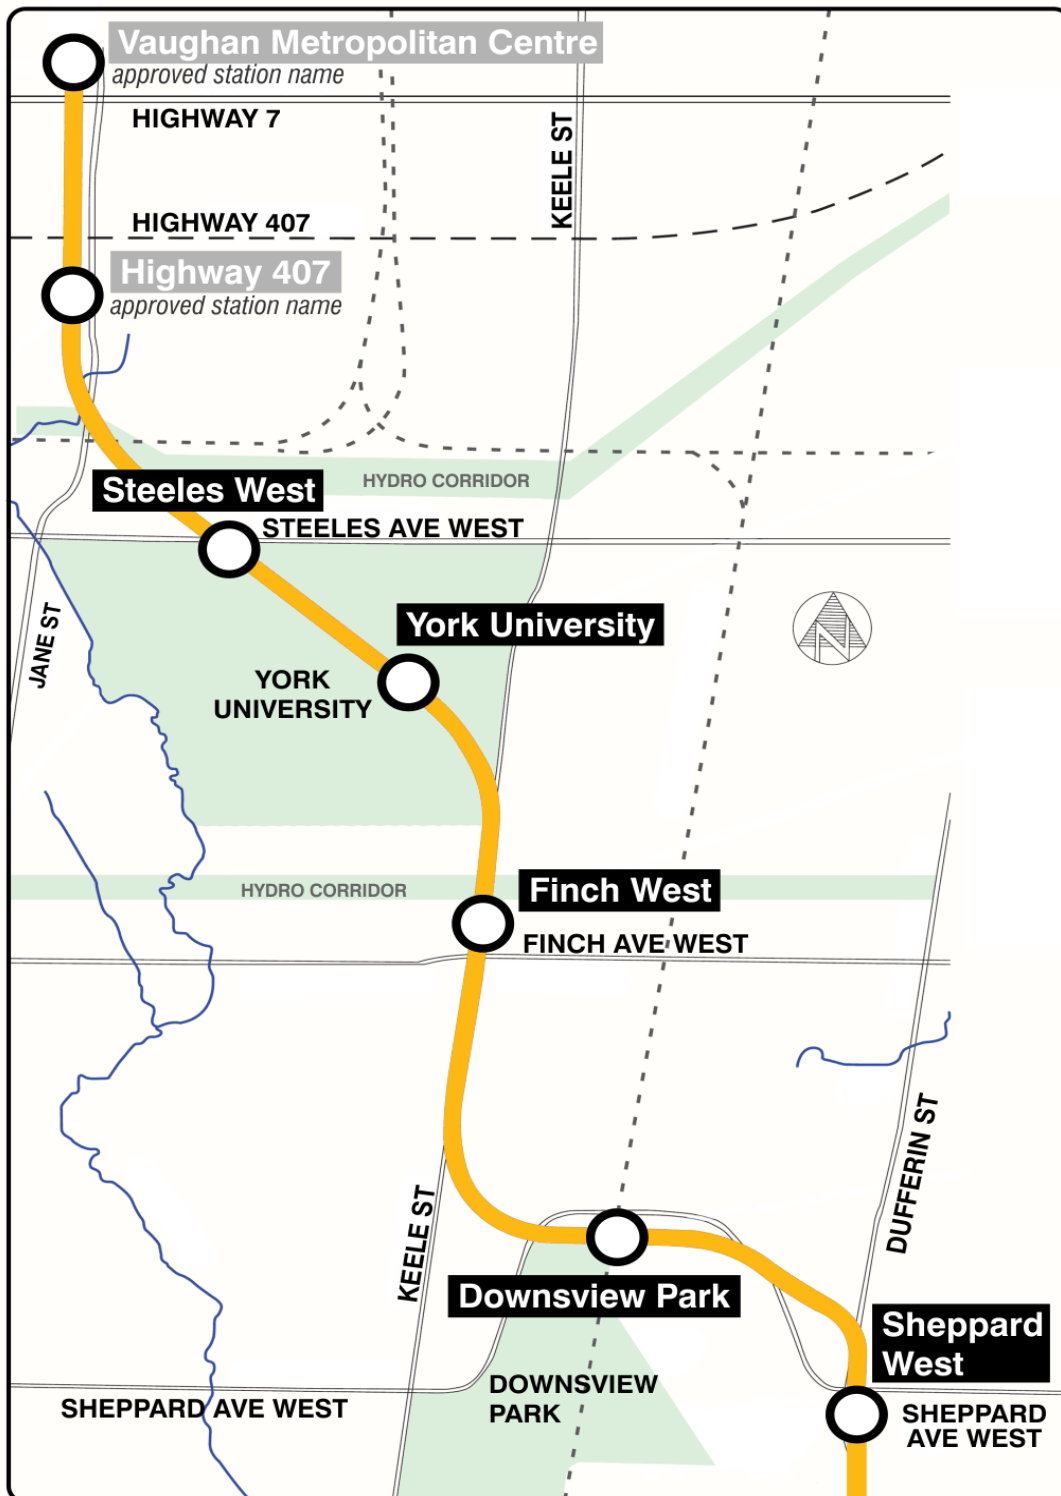 Vaughan Metropolitan Centre
approved station name
HIGHWAY 7
KEELE ST
HIGHWAY 407
Highway 407
approved station name
HYDRO CORRIDOR
Steeles West
STEELES AVE WEST
JANE ST
York University
YORK
UNIVERSITY
N
Finch West
HYDRO CORRIDOR
FINCH AVE WEST
DUFFERIN ST
KEELE ST
Downsview Park
Sheppard
West
DOWNSVIEW
PARK
SHEPPARD AVE WEST
SHEPPARD
AVE WEST